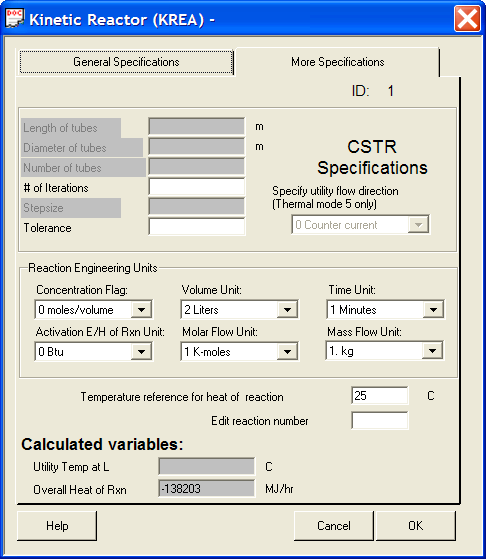 Kinetic Reactor (KREA) -
General Specifications
More Specifications
ID: 1
Length of tubes m
Diameter of tubes m
Number of tubes
# of Iterations
Stepsize
Tolerance
CSTR
Specifications
Specify utility flow direction
(Thermal mode 5 only)
0 Counter current
Reaction Engineering Units
Concentration Flag: Volume Unit: Time Unit:
0 moles/volume 2 Liters 1 Minutes
Activation E/H of Rxn Unit: Molar Flow Unit: Mass Flow Unit:
0 Btu 1 K-moles 1. kg
Temperature reference for heat of reaction 25 C
Edit reaction number
Calculated variables:
Utility Temp at L C
Overall Heat of Rxn -138203 MJ/hr
Help Cancel OK